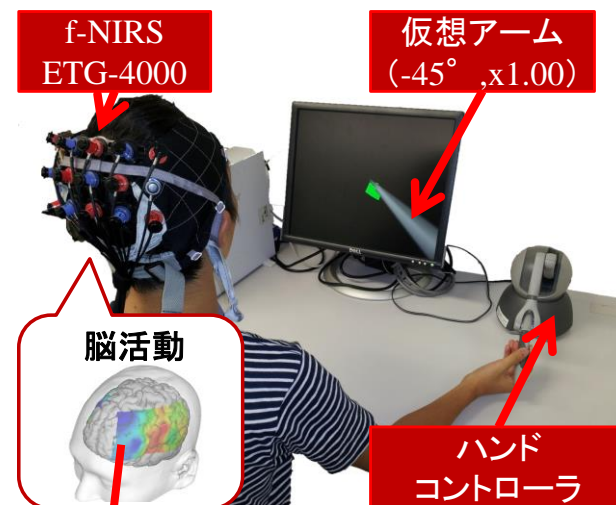 f-NIRS
ETG-4000
仮想アーム
（-45°,x1.00）
脳活動
ハンド
コントローラ
DELL